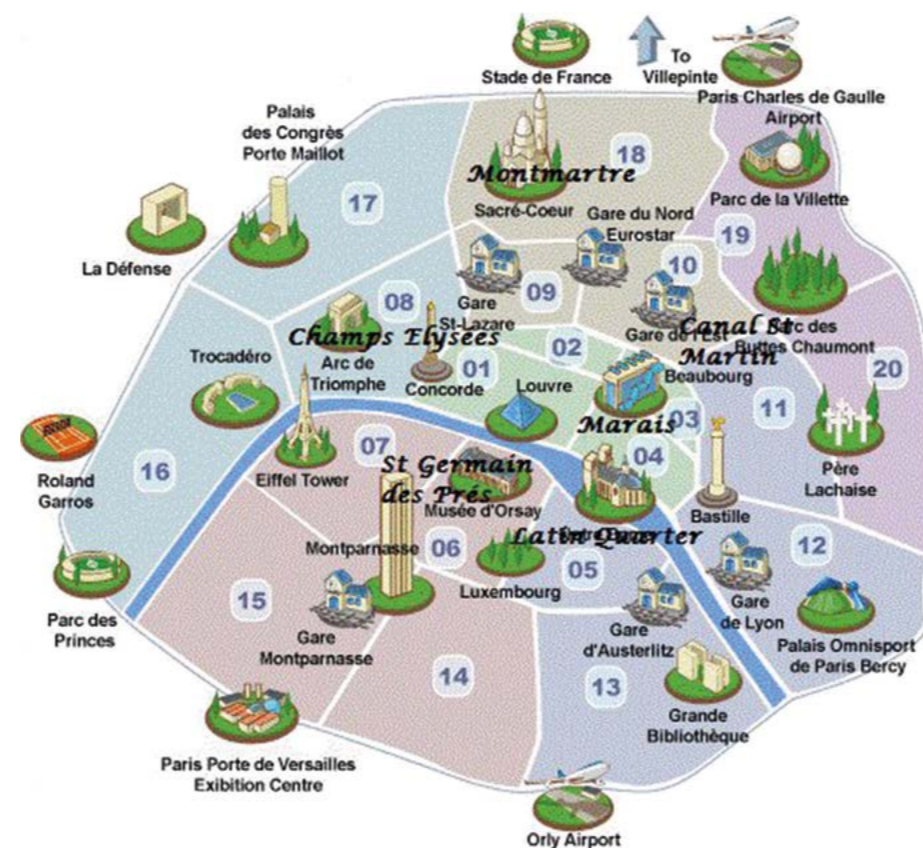 Stade de France
To
Villepinte
Paris Charles de Gaulle
Airport
Palais
des Congrès
Porte Maillot
18
Montmartre
Sacré-Coeur
17
Parc de la Villette
La Défense
Gare du Nord
Eurostar
19
10
08
Gare
St-Lazare
09
Gare de l'Est
Canal St
Martin
Parc des
Buttes Chaumont
Champs Elysées
02
Trocadéro
Arc de
Triomphe
Concorde
01
Louvre
Beaubourg
20
11
03
Marais
04
Roland
Garros
16
07
Eiffel Tower
St Germain
des Prés
Musée d'Orsay
Père
Lachaise
Bastille
Latin Quarter
Montparnasse
06
Luxembourg
05
12
Parc des
Princes
15
Gare
Montparnasse
Gare
d'Austerlitz
Gare
de Lyon
Palais Omnisport
de Paris Bercy
14
13
Grande
Bibliothèque
Paris Porte de Versailles
Exibition Centre
Orly Airport